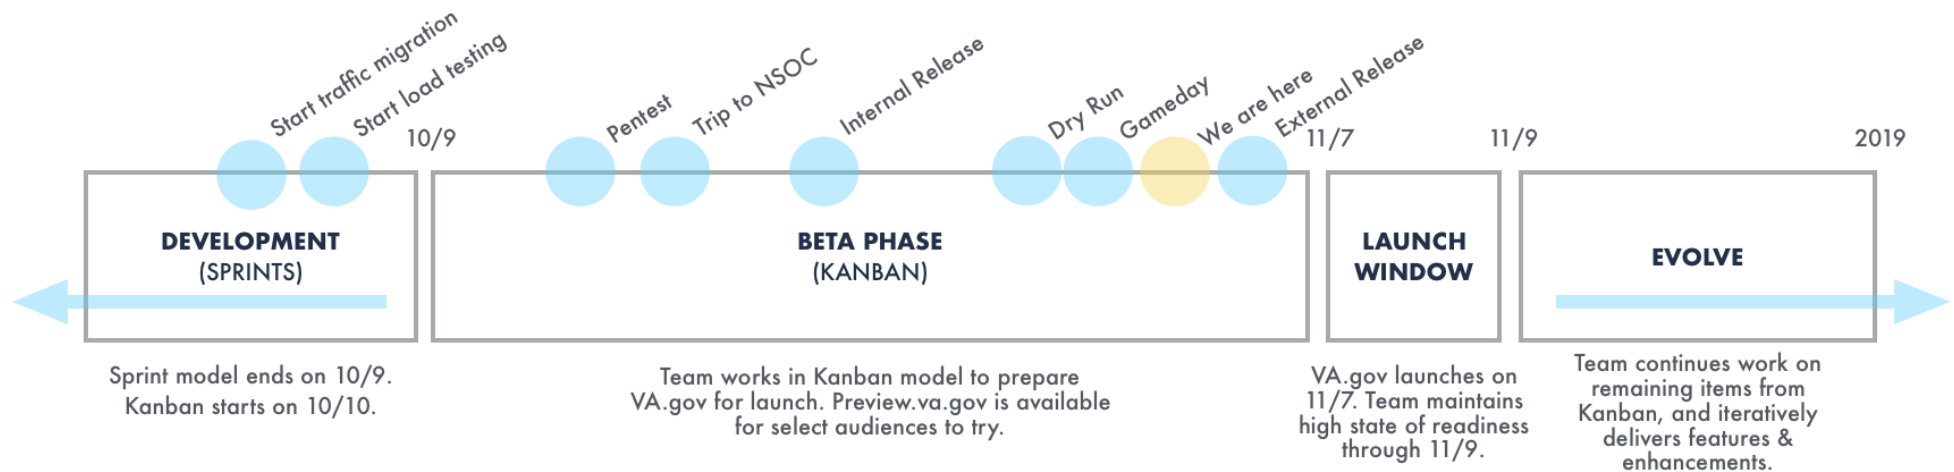 Start traffic migration
Start load testing
10/9
Pentest
Trip to NSOC
Internal Release
Dry Run
Gameday
We are here
External Release
11/7
11/9
2019
DEVELOPMENT
(SPRINTS)
BETA PHASE
(KANBAN)
LAUNCH
WINDOW
EVOLVE
Sprint model ends on 10/9.
Kanban starts on 10/10.
Team works in Kanban model to prepare
VA.gov for launch. Preview.va.gov is available
for select audiences to try.
VA.gov launches on
11/7. Team maintains
high state of readiness
through 11/9.
Team continues work on
remaining items from
Kanban, and iteratively
delivers features &
enhancements.